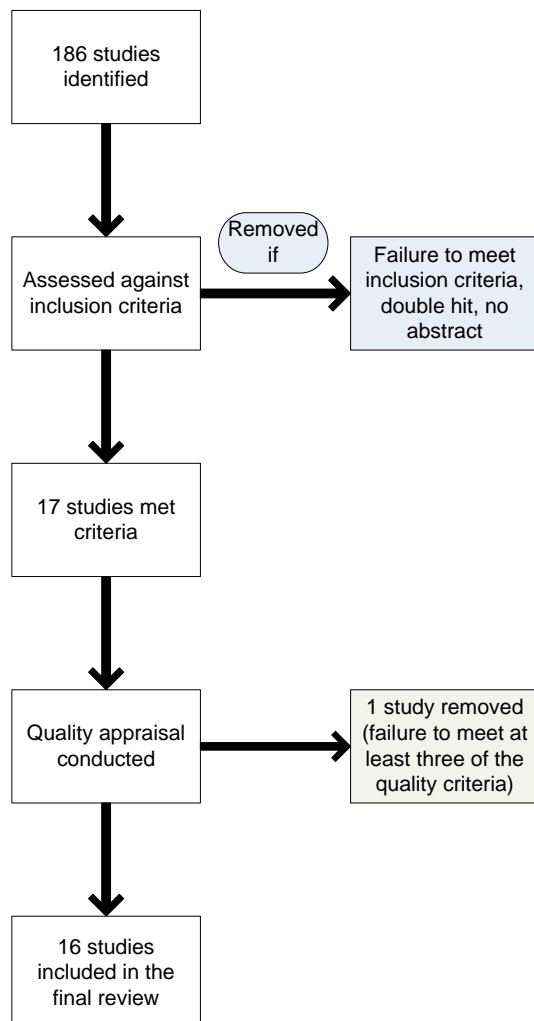 186 studies
identified
Removed
if
Assessed against
inclusion criteria
Failure to meet
inclusion criteria,
double hit, no
abstract
17 studies met
criteria
Quality appraisal
conducted
1 study removed
(failure to meet at
least three of the
quality criteria)
16 studies
included in the
final review